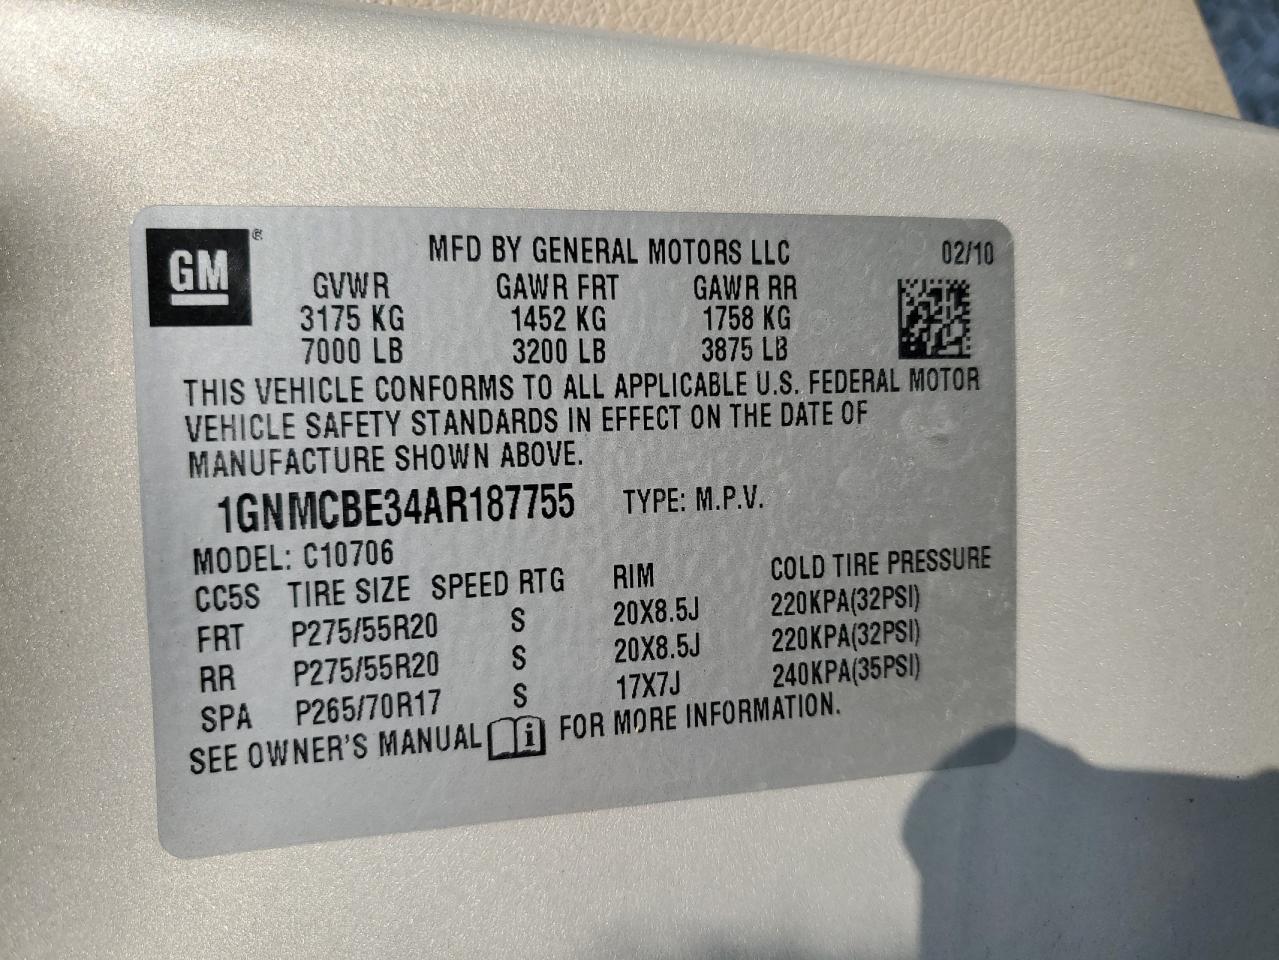 GM ®
MFD BY GENERAL MOTORS LLC 02/10
GVWR GAWR FRT GAWR RR
3175 KG 1452 KG 1758 KG
7000 LB 3200 LB 3875 LB
THIS VEHICLE CONFORMS TO ALL APPLICABLE U.S. FEDERAL MOTOR
VEHICLE SAFETY STANDARDS IN EFFECT ON THE DATE OF
MANUFACTURE SHOWN ABOVE.
1GNMCBE34AR187755 TYPE: M.P.V.
MODEL: C10706
CC5S TIRE SIZE SPEED RTG RIM COLD TIRE PRESSURE
FRT P275/55R20 S 20X8.5J 220KPA(32PSI)
RR P275/55R20 S 20X8.5J 220KPA(32PSI)
SPA P265/70R17 S 17X7J 240KPA(35PSI)
SEE OWNER'S MANUAL i FOR MORE INFORMATION.